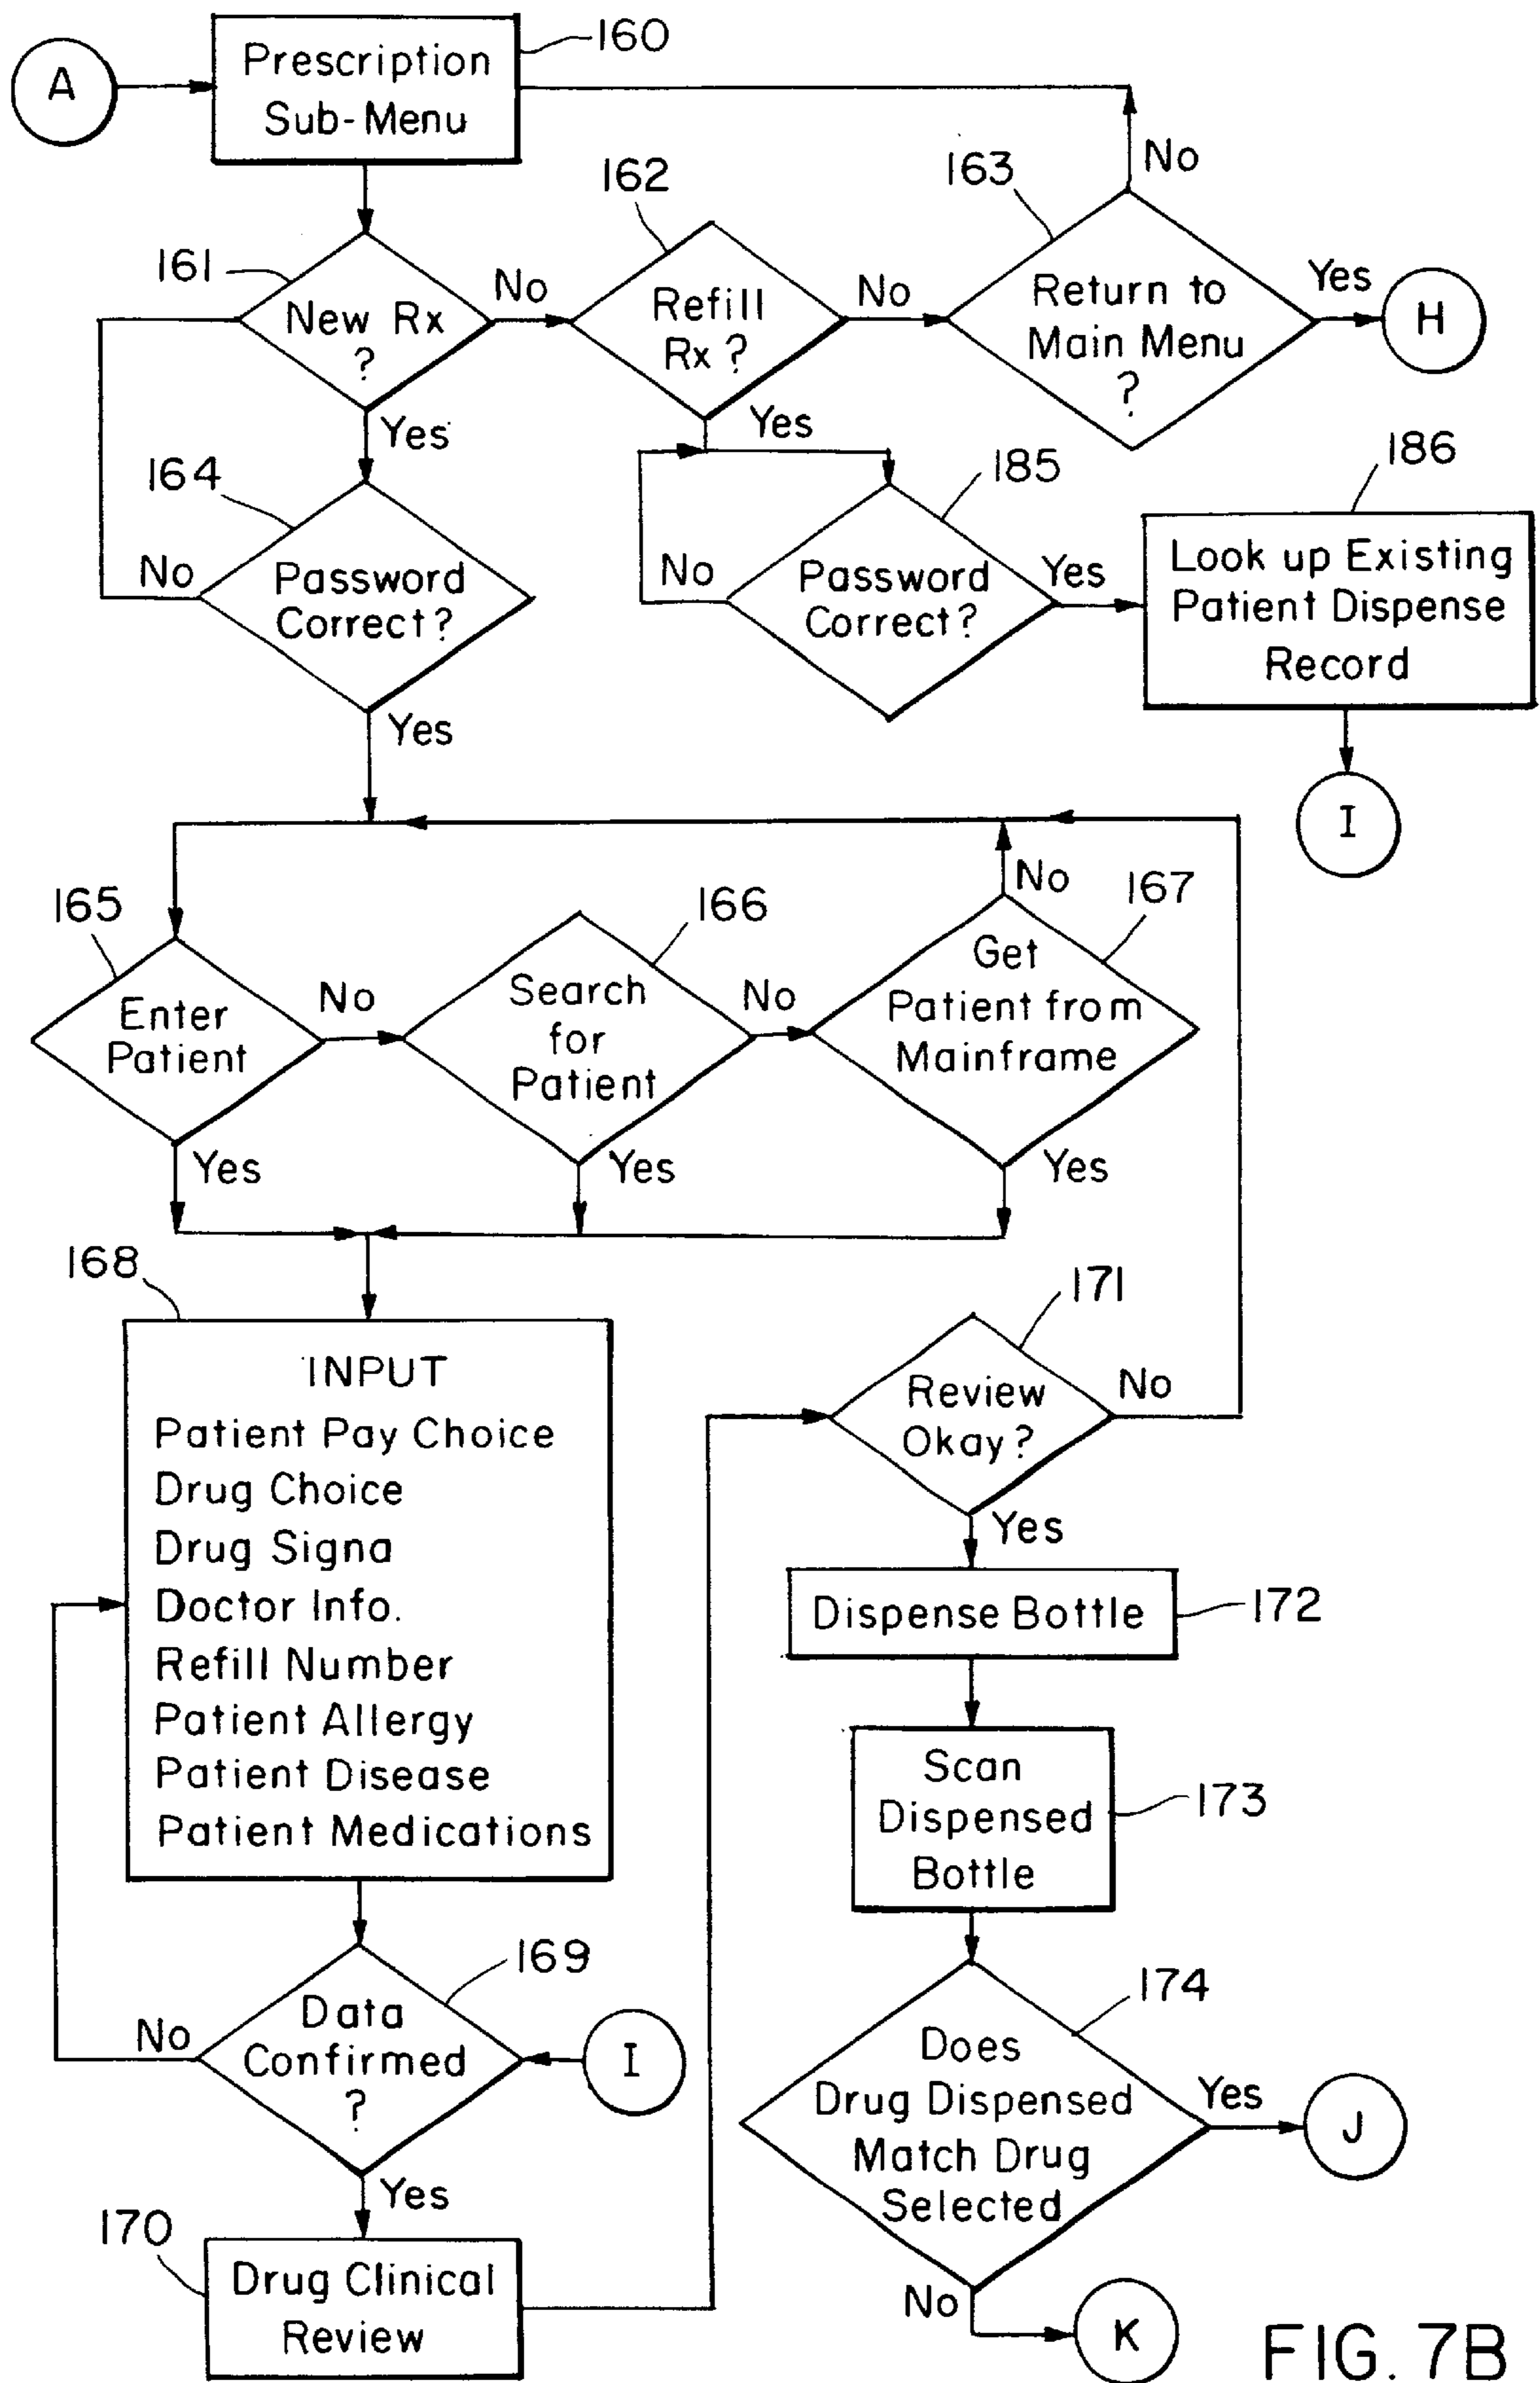 160
A
Prescription
Sub-Menu
No
162
163
161
New Rx
?
No
Refill
Rx ?
No
Return to
Main Menu
?
Yes
H
Yes
Yes
164
185
186
No
Password
Correct?
No
Password
Correct?
Yes
Look up Existing
Patient Dispense
Record
Yes
I
165
166
No
167
Enter
Patient
No
Search
for
Patient
No
Get
Patient from
Mainframe
Yes
Yes
Yes
168
171
INPUT
Patient Pay Choice
Drug Choice
Drug Signa
Doctor Info.
Refill Number
Patient Allergy
Patient Disease
Patient Medications
Review
Okay?
No
Yes
Dispense Bottle
172
Scan
Dispensed
Bottle
173
169
No
Data
Confirmed
?
I
174
Does
Drug Dispensed
Match Drug
Selected
Yes
J
Yes
170
Drug Clinical
Review
No
K
FIG. 7B